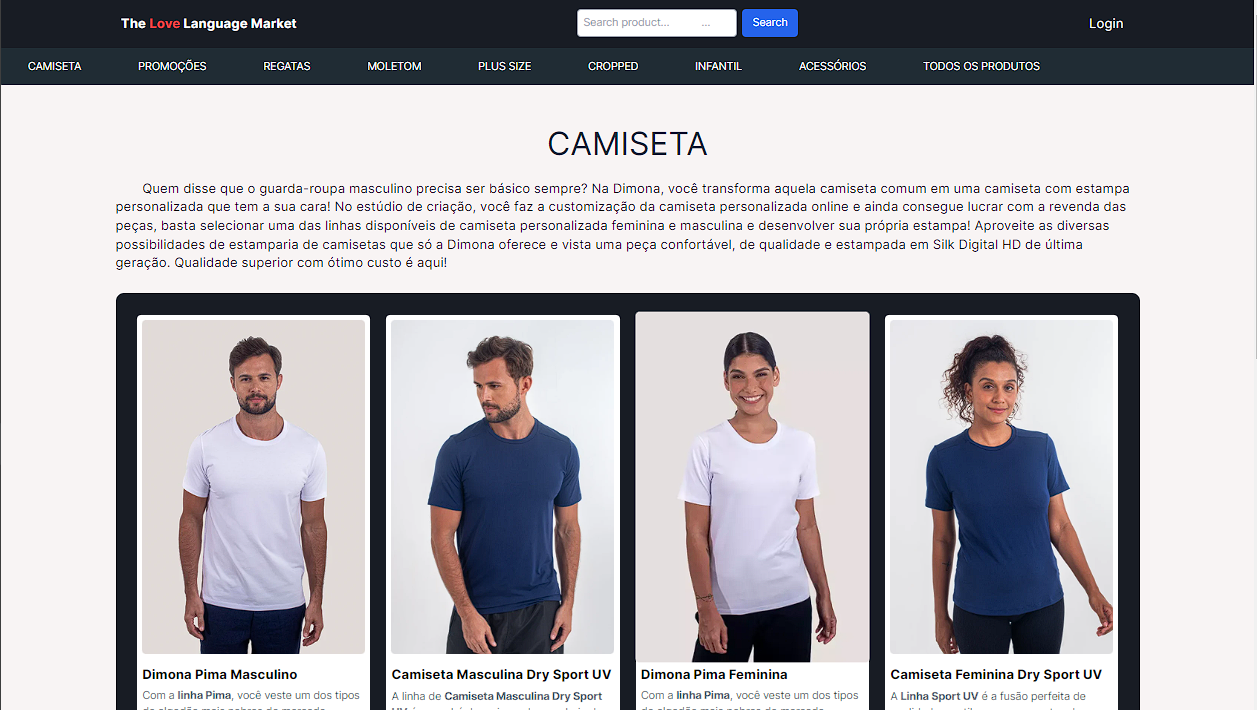 The Love Language Market
Search product... ...
Search
Login
CAMISETA
PROMOÇÕES
REGATAS
MOLETOM
PLUS SIZE
CROPPED
INFANTIL
ACESSÓRIOS
TODOS OS PRODUTOS
CAMISETA
Quem disse que o guarda-roupa masculino precisa ser básico sempre? Na Dimona, você transforma aquela camiseta comum em uma camiseta com estampa
personalizada que tem a sua cara! No estúdio de criação, você faz a customização da camiseta personalizada online e ainda consegue lucrar com a revenda das
peças, basta selecionar uma das linhas disponíveis de camiseta personalizada feminina e masculina e desenvolver sua própria estampa! Aproveite as diversas
possibilidades de estamparia de camisetas que só a Dimona oferece e vista uma peça confortável, de qualidade e estampada em Silk Digital HD de última
geração. Qualidade superior com ótimo custo é aqui!
Dimona Pima Masculino
Com a linha Pima, você veste um dos tipos
Camiseta Masculina Dry Sport UV
A linha de Camiseta Masculina Dry Sport
Dimona Pima Feminina
Com a linha Pima, você veste um dos tipos
Camiseta Feminina Dry Sport UV
A Linha Sport UV é a fusão perfeita de